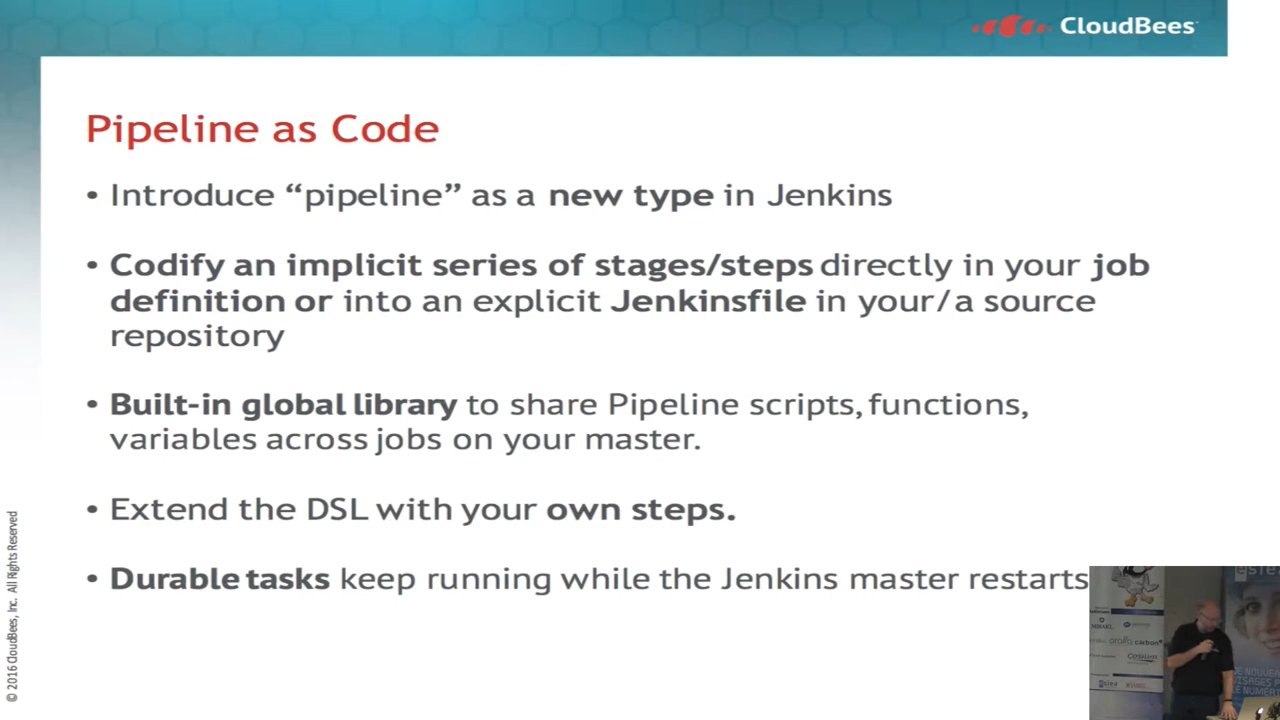 CloudBees
Pipeline as Code
• Introduce “pipeline” as a new type in Jenkins
• Codify an implicit series of stages/steps directly in your job
definition or into an explicit Jenkinsfile in your/a source
repository
• Built-in global library to share Pipeline scripts, functions,
variables across jobs on your master.
• Extend the DSL with your own steps.
• Durable tasks keep running while the Jenkins master restarts
© 2016 CloudBees, Inc. All Rights Reserved